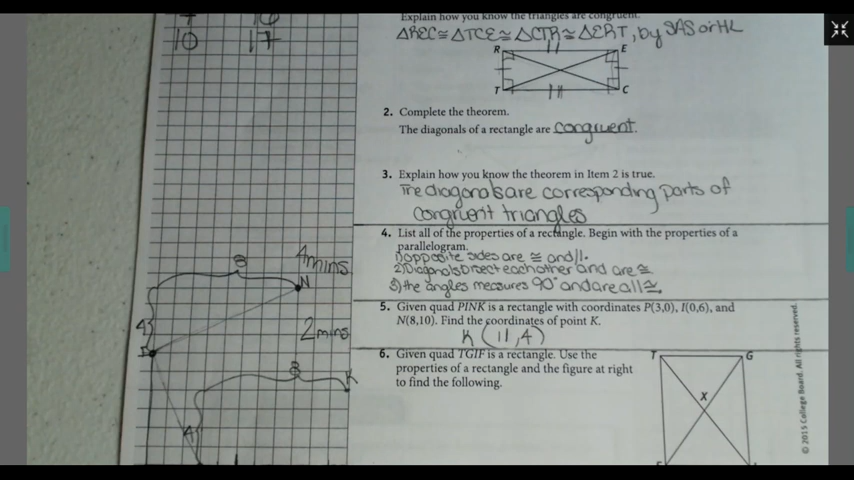 10 17
Explain how you know the triangles are congruent.
△REC ≅ △TCE ≅ △CTR ≅ △ERT, by SAS or HL
R E
T C
2. Complete the theorem.
The diagonals of a rectangle are congruent.
3. Explain how you know the theorem in Item 2 is true.
The diagonals are corresponding parts of
congruent triangles
4. List all of the properties of a rectangle. Begin with the properties of a
parallelogram.
1) opposite sides are ≅ and //.
2) Diagonals bisect each other and are ≅
3) the angles measures 90° and are all ≅.
5. Given quad PINK is a rectangle with coordinates P(3,0), I(0,6), and
N(8,10). Find the coordinates of point K.
K (11,4)
6. Given quad TGIF is a rectangle. Use the
properties of a rectangle and the figure at right
to find the following.
T G
X
8 4mins
N
4 2mins
8
K
4
© 2015 College Board. All rights reserved.